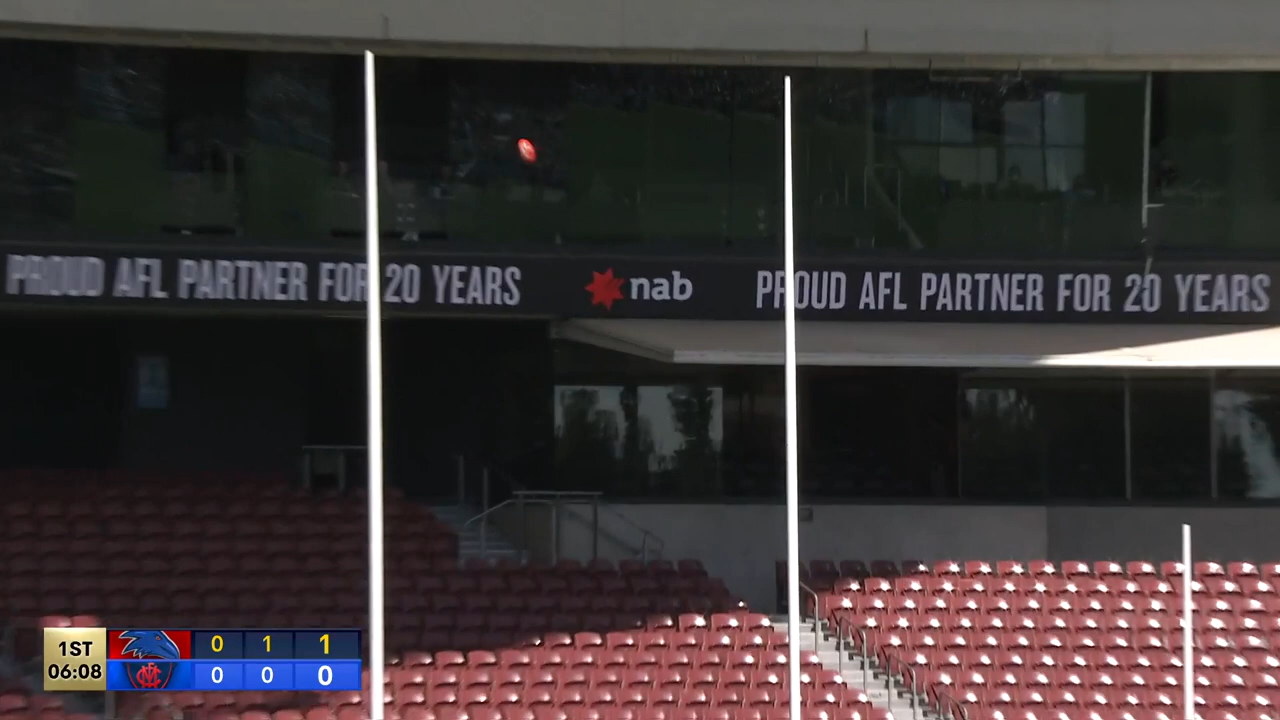 PROUD AFL PARTNER FOR 20 YEARS nab PROUD AFL PARTNER FOR 20 YEARS
1ST 0 1 1
06:08 0 0 0